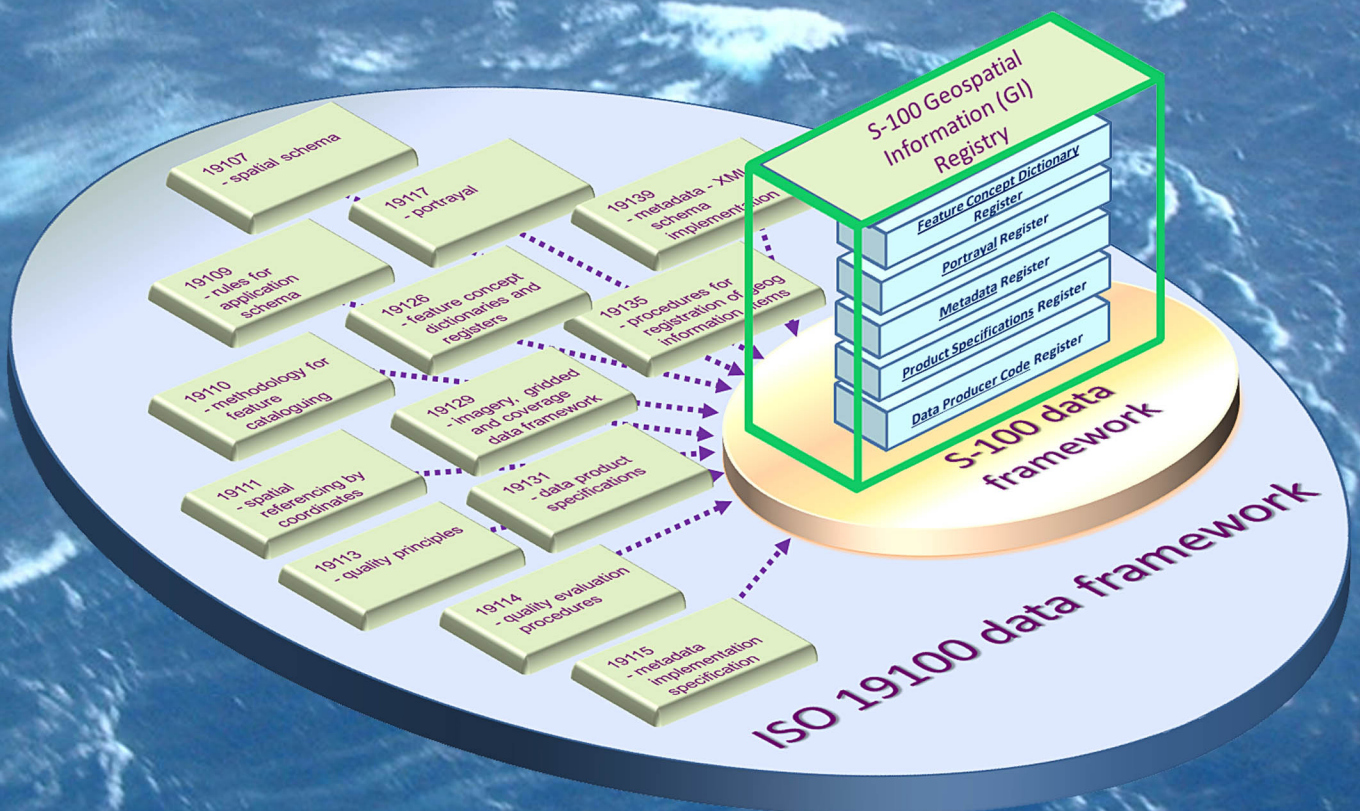 19107
- spatial schema
19117
- portrayal
19139
- metadata - XML
schema
implementation
19109
- rules for
application
schema
19126
- feature concept
dictionaries and
registers
19135
- procedures for
registration of geog
information items
19110
- methodology for
feature
cataloguing
19129
- imagery, gridded
and coverage
data framework
19111
- spatial
referencing by
coordinates
19131
- data product
specifications
19113
- quality principles
19114
- quality evaluation
procedures
19115
- metadata
implementation
specification
S-100 Geospatial
Information (GI)
Registry
Feature Concept Dictionary
Register
Portrayal Register
Metadata Register
Product Specifications Register
Data Producer Code Register
S-100 data
framework
ISO 19100 data framework